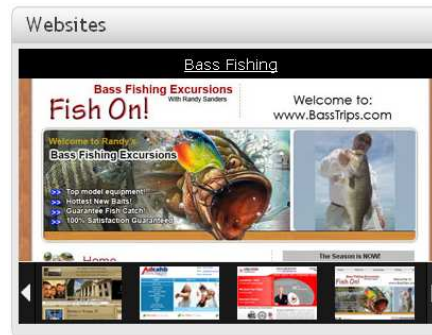 Websites
Bass Fishing
Bass Fishing Excursions
With Randy Sanders
Fish On!
Welcome to:
www.BassTrips.com
Welcome to Randy's
Bass Fishing Excursions
>> Top model equipment!
>> Hottest New Baits!
>> Guarantee Fish Catch!
>> 100% Satisfaction Guaranteed
Home
The Season is NOW!
Fish On!